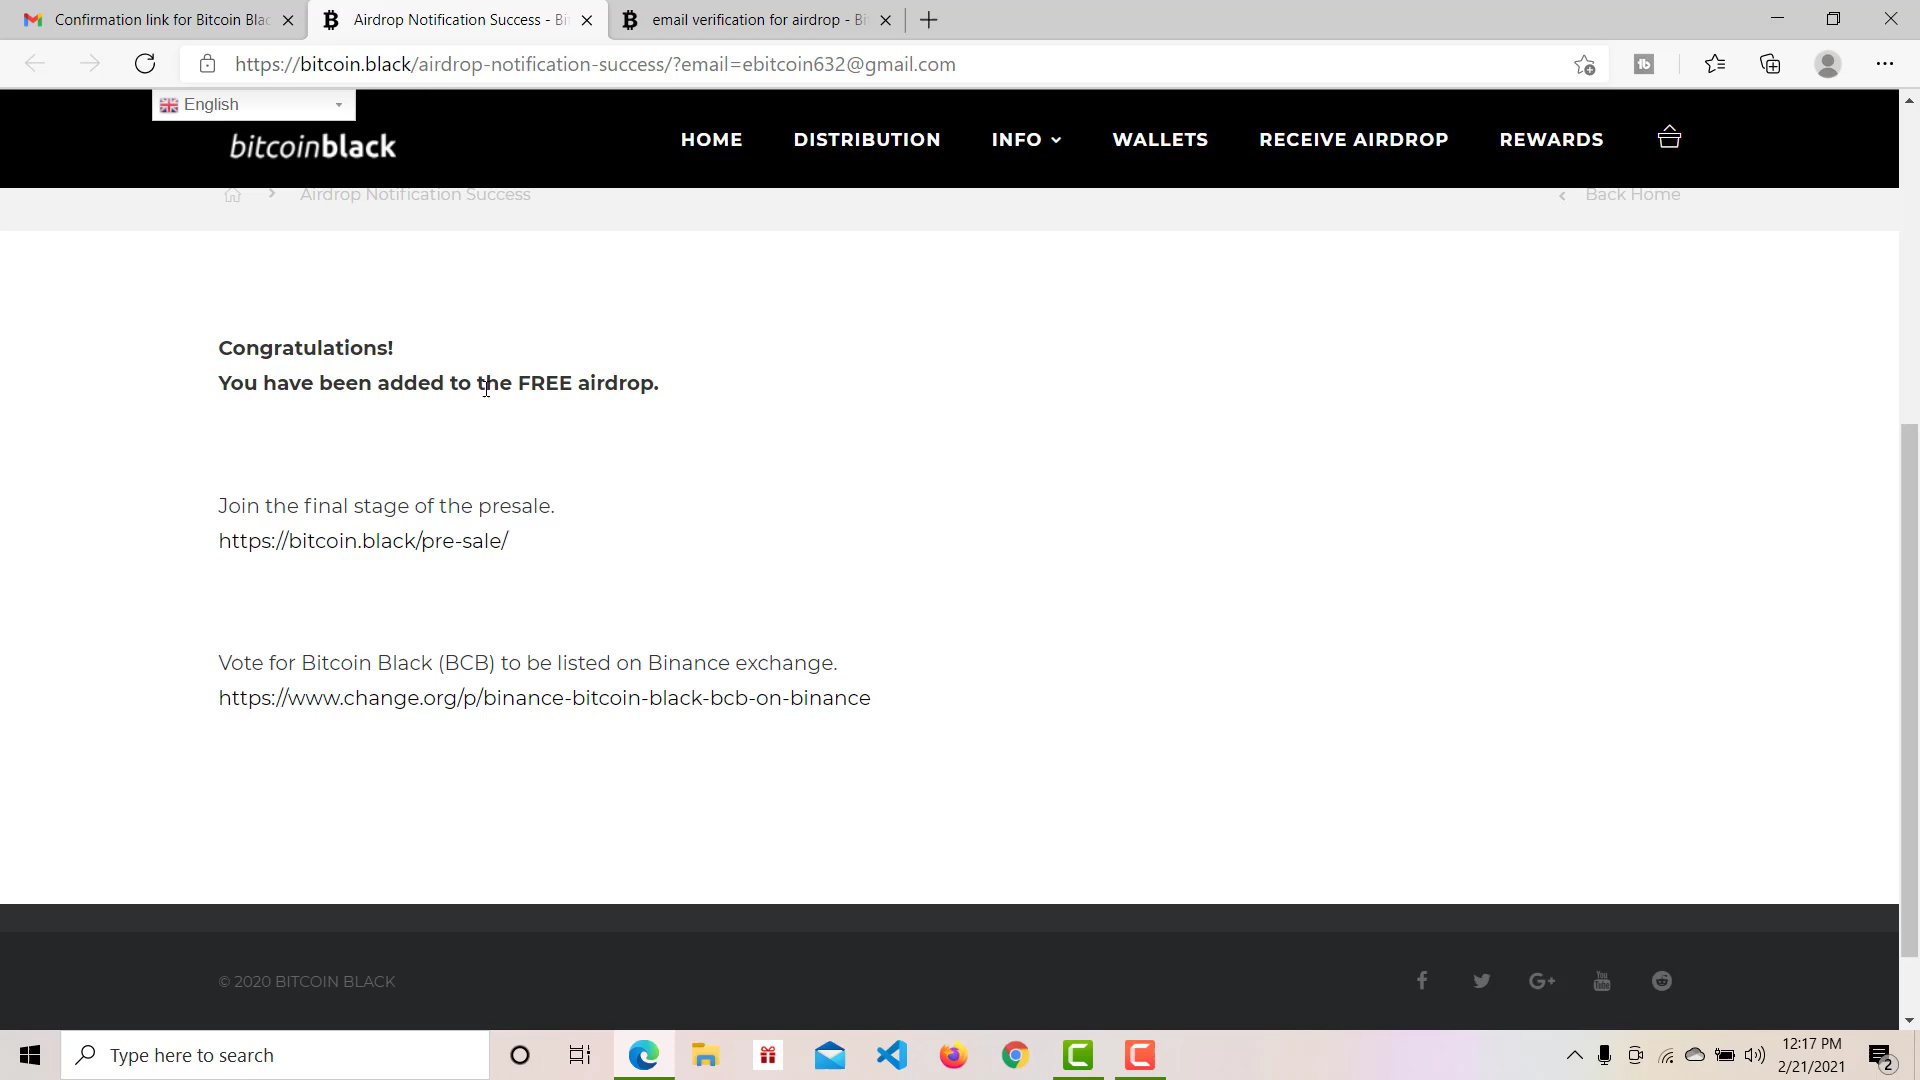 Confirmation link for Bitcoin Blac
Airdrop Notification Success - Bi
email verification for airdrop - Bi
https://bitcoin.black/airdrop-notification-success/?email=ebitcoin632@gmail.com
English
bitcoinblack
HOME
DISTRIBUTION
INFO
WALLETS
RECEIVE AIRDROP
REWARDS
Airdrop Notification Success
Back Home
Congratulations!
You have been added to the FREE airdrop.
Join the final stage of the presale.
https://bitcoin.black/pre-sale/
Vote for Bitcoin Black (BCB) to be listed on Binance exchange.
https://www.change.org/p/binance-bitcoin-black-bcb-on-binance
© 2020 BITCOIN BLACK
Type here to search
12:17 PM
2/21/2021
2